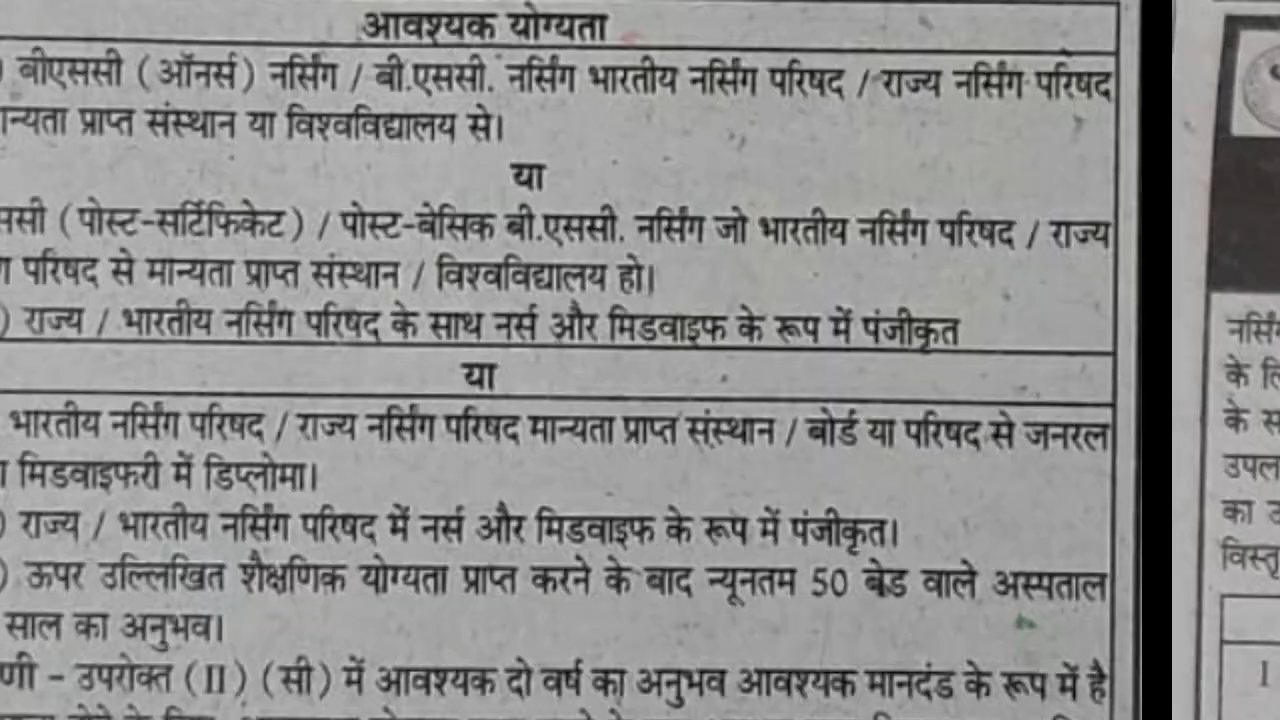 आवश्यक योग्यता
) बीएससी (ऑनर्स) नर्सिंग / बी.एससी. नर्सिंग भारतीय नर्सिंग परिषद / राज्य नर्सिंग परिषद
न्यता प्राप्त संस्थान या विश्वविद्यालय से।
या
ससी (पोस्ट-सर्टिफिकेट) / पोस्ट-बेसिक बी.एससी. नर्सिंग जो भारतीय नर्सिंग परिषद / राज्य
ग परिषद से मान्यता प्राप्त संस्थान / विश्वविद्यालय हो।
) राज्य / भारतीय नर्सिंग परिषद के साथ नर्स और मिडवाइफ के रूप में पंजीकृत
या
भारतीय नर्सिंग परिषद / राज्य नर्सिंग परिषद मान्यता प्राप्त संस्थान / बोर्ड या परिषद से जनरल
मिडवाइफरी में डिप्लोमा।
) राज्य / भारतीय नर्सिंग परिषद में नर्स और मिडवाइफ के रूप में पंजीकृत।
) ऊपर उल्लिखित शैक्षणिक योग्यता प्राप्त करने के बाद न्यूनतम 50 बेड वाले अस्पताल
साल का अनुभव।
णी - उपरोक्त (II) (सी) में आवश्यक दो वर्ष का अनुभव आवश्यक मानदंड के रूप में है
नर्सिं
के लि
के स
उपल
का उ
विस्तृ
I